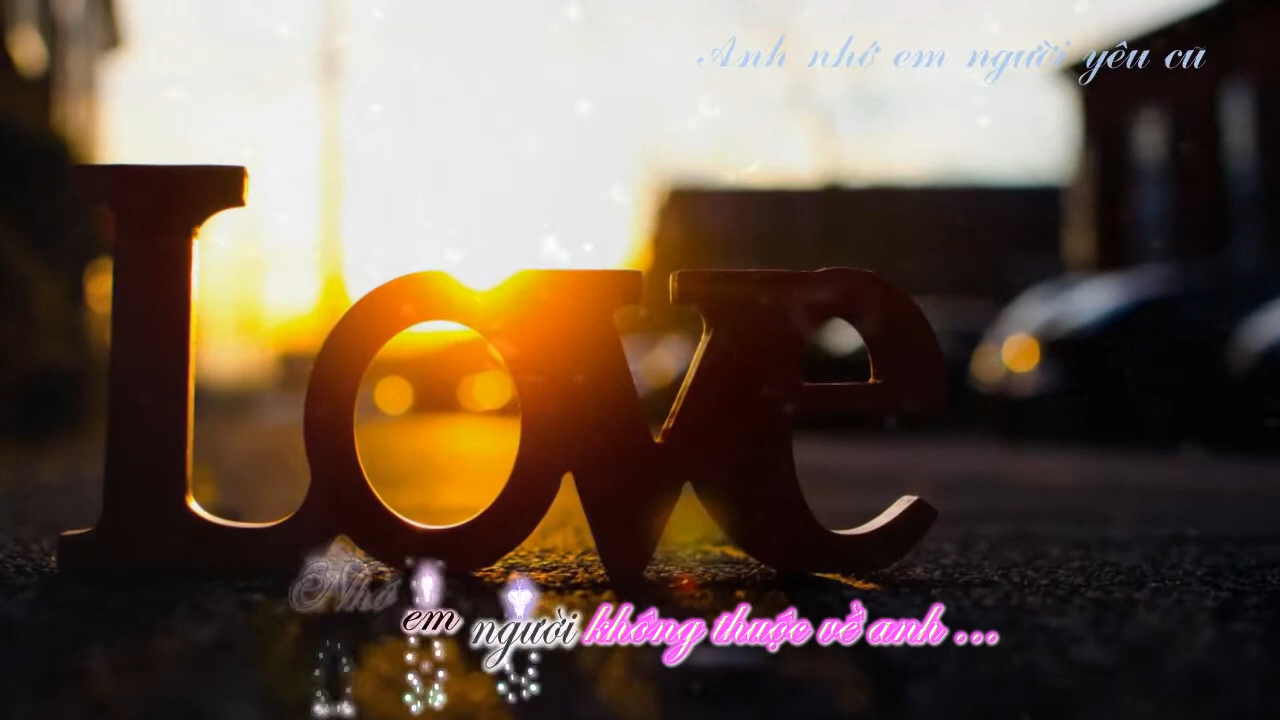 Anh nhớ em người yêu cũ
Love
Nhớ em người không thuộc về anh ...